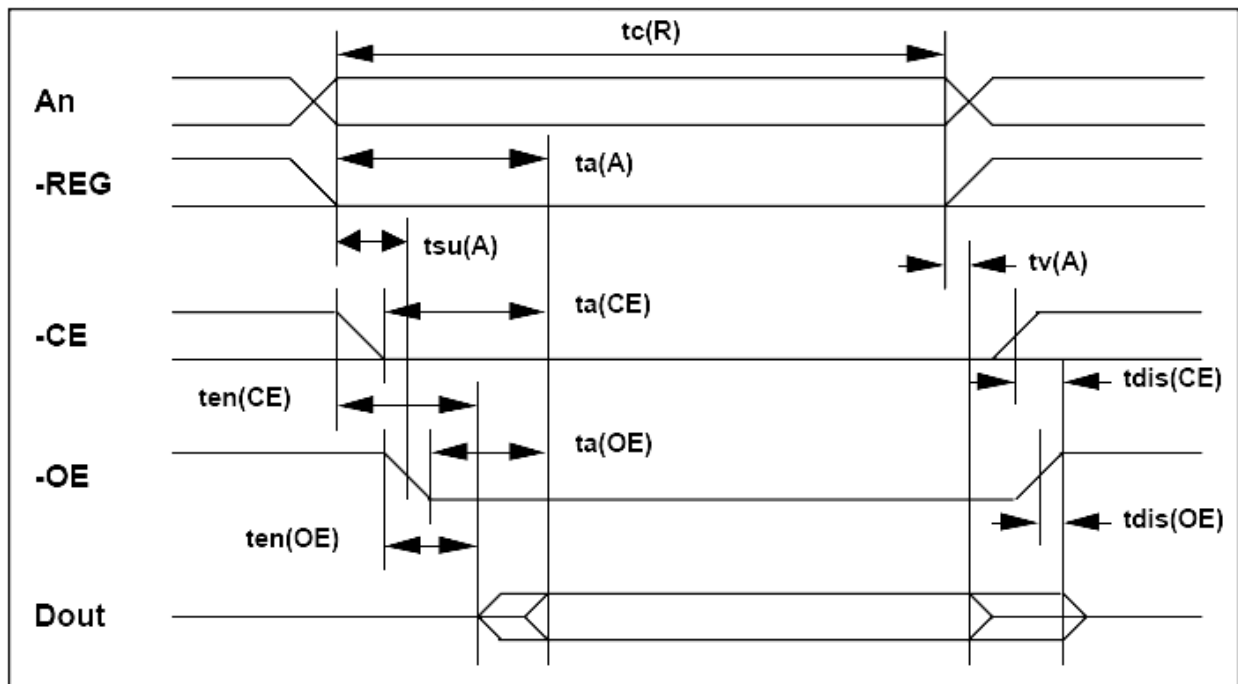 tc(R)
An
ta(A)
-REG
tsu(A)
tv(A)
ta(CE)
-CE
tdis(CE)
ten(CE)
ta(OE)
-OE
tdis(OE)
ten(OE)
Dout